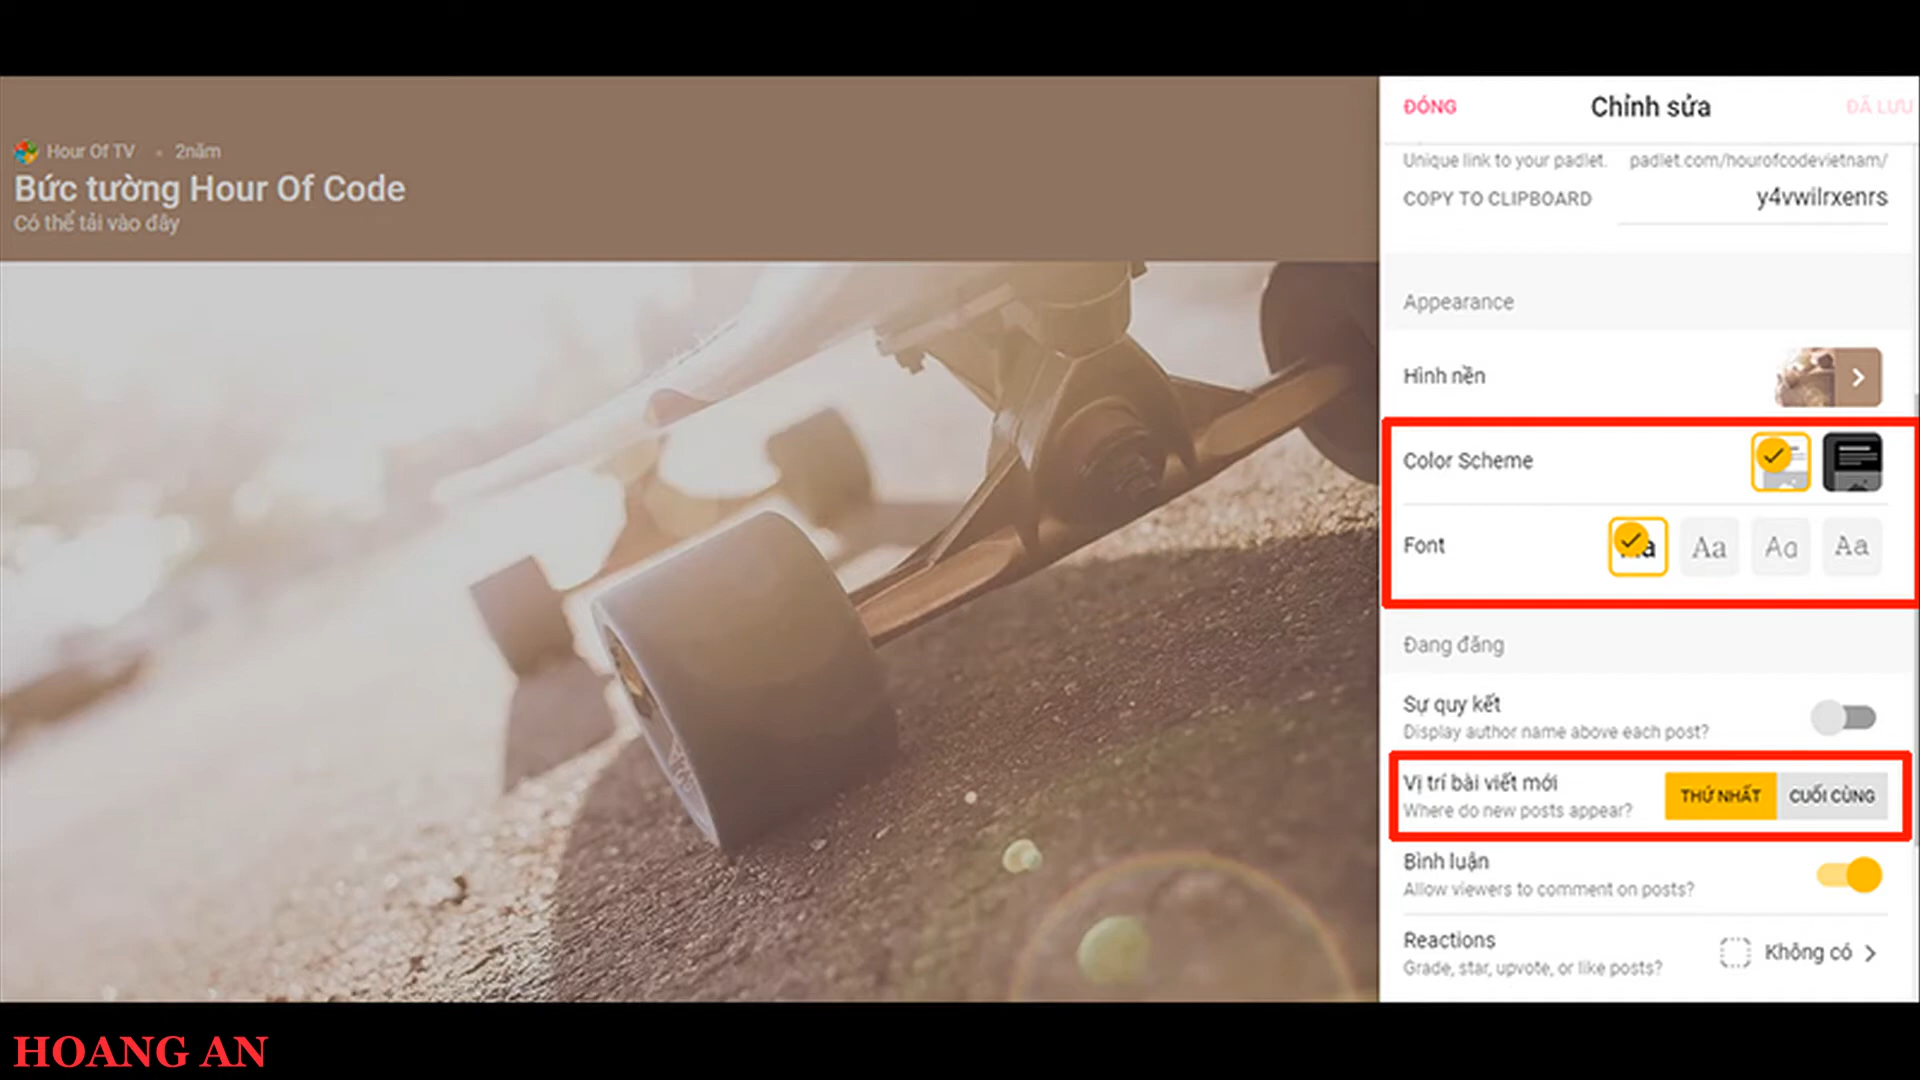 Hour Of TV • 2năm
Bức tường Hour Of Code
Có thể tải vào đây
ĐÓNG
Chỉnh sửa
ĐÃ LƯU
Unique link to your padlet.
padlet.com/hourofcodevietnam/
COPY TO CLIPBOARD
y4vwilrxenrs
Appearance
Hình nền
Color Scheme
Font
Aa Aa Aa
Đang đăng
Sự quy kết
Display author name above each post?
Vị trí bài viết mới
Where do new posts appear?
THỨ NHẤT
CUỐI CÙNG
Bình luận
Allow viewers to comment on posts?
Reactions
Grade, star, upvote, or like posts?
Không có
HOANG AN